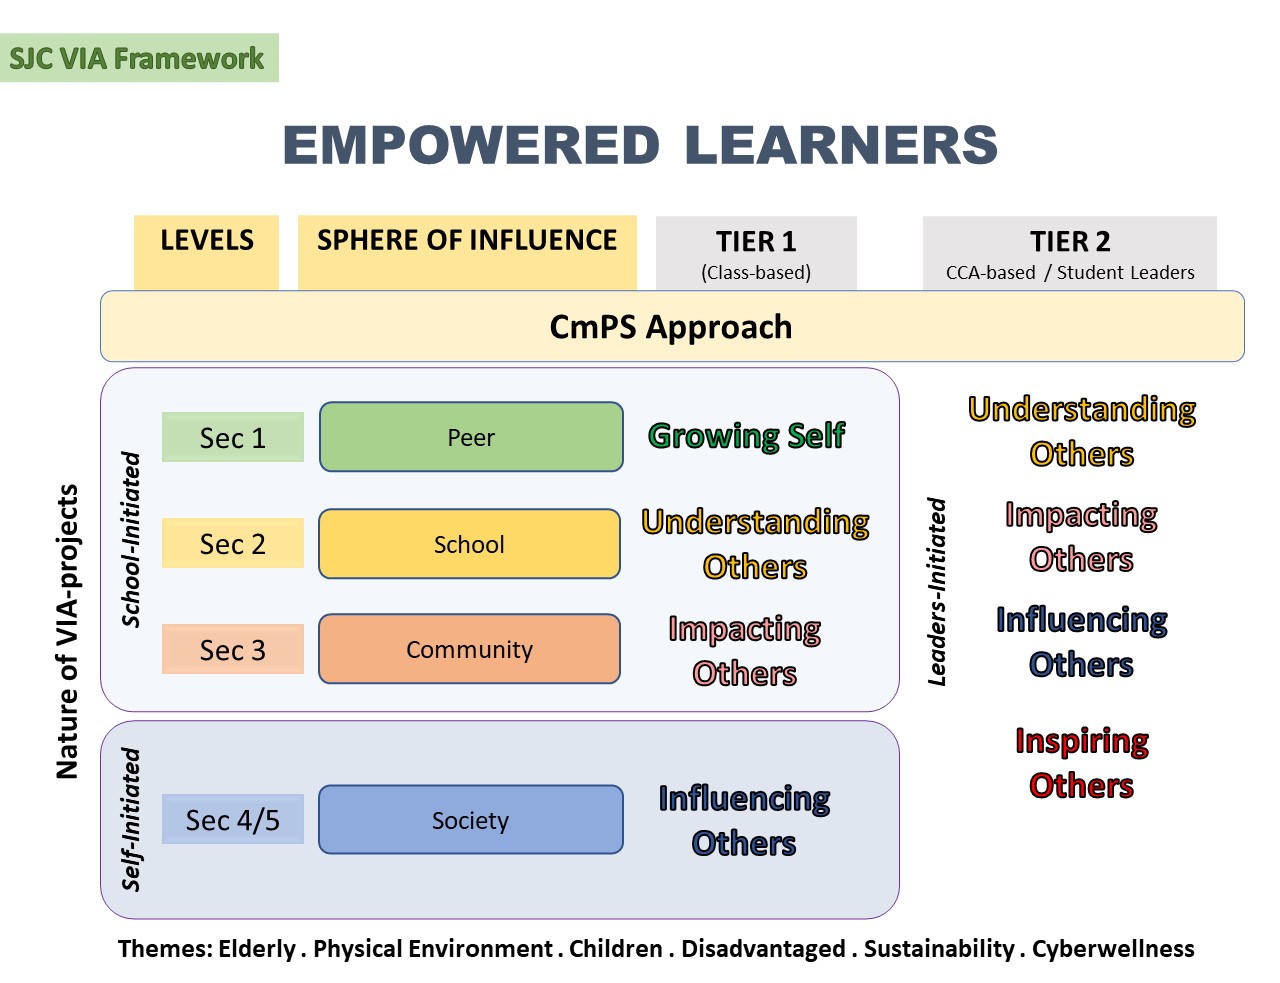 SJC VIA Framework
EMPOWERED LEARNERS
LEVELS
SPHERE OF INFLUENCE
TIER 1
(Class-based)
TIER 2
CCA-based / Student Leaders
CmPS Approach
Nature of VIA-projects
School-Initiated
Sec 1
Peer
Growing Self
Sec 2
School
Understanding
Others
Sec 3
Community
Impacting
Others
Self-Initiated
Sec 4/5
Society
Influencing
Others
Leaders-Initiated
Understanding
Others
Impacting
Others
Influencing
Others
Inspiring
Others
Themes: Elderly . Physical Environment . Children . Disadvantaged . Sustainability . Cyberwellness